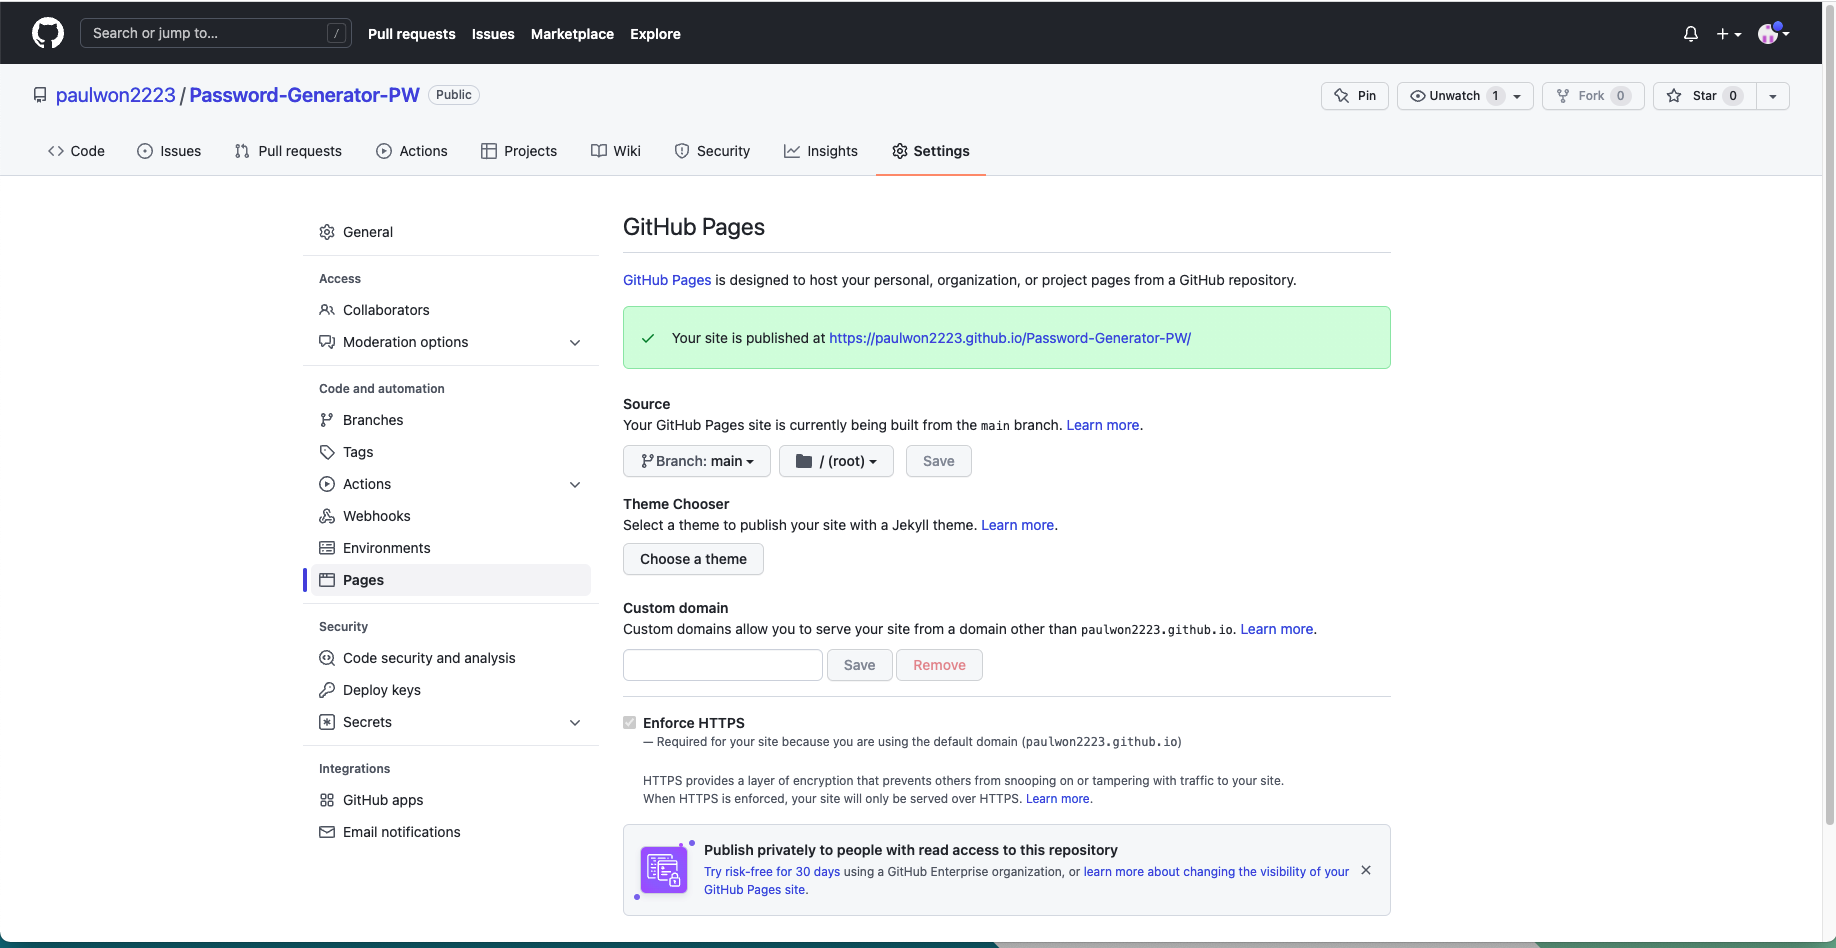 Search or jump to... /
Pull requests Issues Marketplace Explore
paulwon2223 / Password-Generator-PW Public
Pin Unwatch 1 Fork 0 Star 0
Code Issues Pull requests Actions Projects Wiki Security Insights Settings
General
Access
Collaborators
Moderation options
Code and automation
Branches
Tags
Actions
Webhooks
Environments
Pages
Security
Code security and analysis
Deploy keys
Secrets
Integrations
GitHub apps
Email notifications
GitHub Pages
GitHub Pages is designed to host your personal, organization, or project pages from a GitHub repository.
Your site is published at https://paulwon2223.github.io/Password-Generator-PW/
Source
Your GitHub Pages site is currently being built from the main branch. Learn more.
Branch: main / (root) Save
Theme Chooser
Select a theme to publish your site with a Jekyll theme. Learn more.
Choose a theme
Custom domain
Custom domains allow you to serve your site from a domain other than paulwon2223.github.io. Learn more.
Save Remove
Enforce HTTPS
— Required for your site because you are using the default domain (paulwon2223.github.io)
HTTPS provides a layer of encryption that prevents others from snooping on or tampering with traffic to your site.
When HTTPS is enforced, your site will only be served over HTTPS. Learn more.
Publish privately to people with read access to this repository
Try risk-free for 30 days using a GitHub Enterprise organization, or learn more about changing the visibility of your
GitHub Pages site.